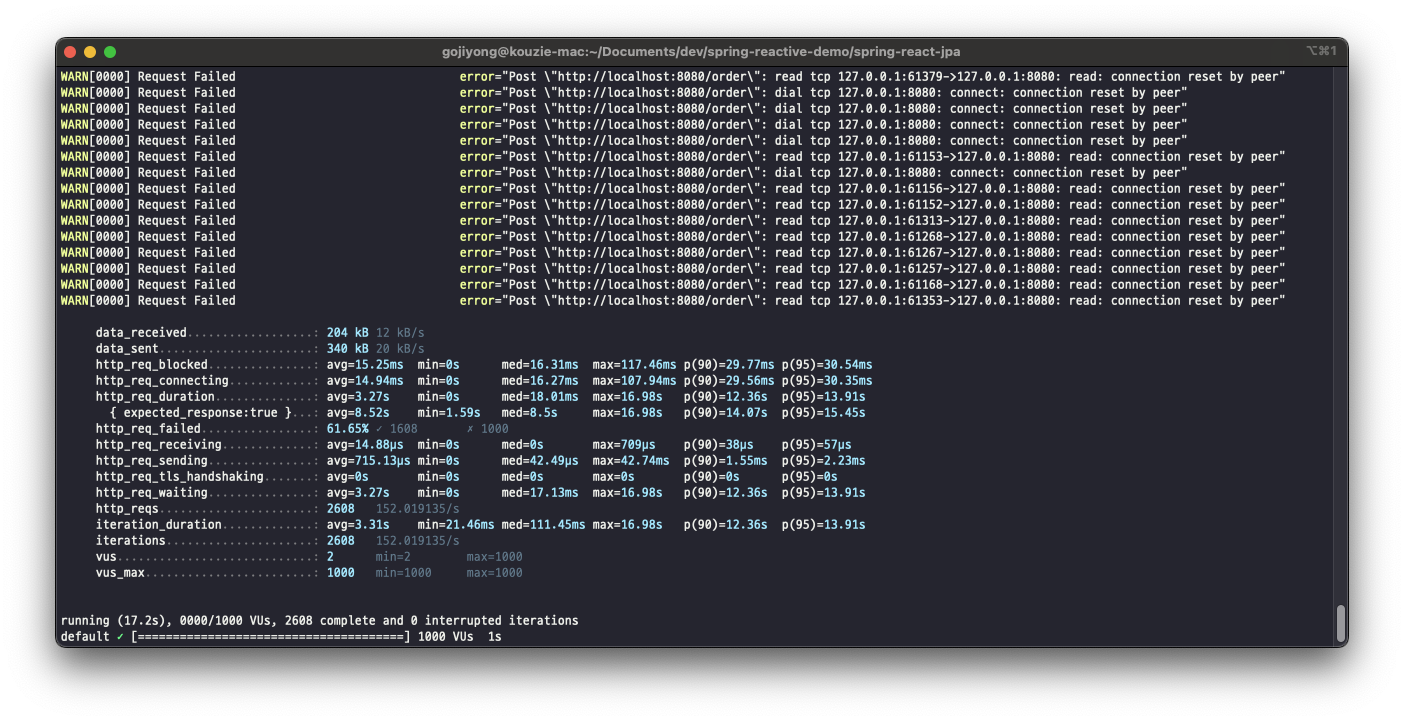 gojiyong@kouzie-mac:~/Documents/dev/spring-reactive-demo/spring-react-jpa
⌥⌘1
WARN[0000] Request Failed                                error="Post \"http://localhost:8080/order\": read tcp 127.0.0.1:61379->127.0.0.1:8080: read: connection reset by peer"
WARN[0000] Request Failed                                error="Post \"http://localhost:8080/order\": dial tcp 127.0.0.1:8080: connect: connection reset by peer"
WARN[0000] Request Failed                                error="Post \"http://localhost:8080/order\": dial tcp 127.0.0.1:8080: connect: connection reset by peer"
WARN[0000] Request Failed                                error="Post \"http://localhost:8080/order\": dial tcp 127.0.0.1:8080: connect: connection reset by peer"
WARN[0000] Request Failed                                error="Post \"http://localhost:8080/order\": dial tcp 127.0.0.1:8080: connect: connection reset by peer"
WARN[0000] Request Failed                                error="Post \"http://localhost:8080/order\": read tcp 127.0.0.1:61153->127.0.0.1:8080: read: connection reset by peer"
WARN[0000] Request Failed                                error="Post \"http://localhost:8080/order\": dial tcp 127.0.0.1:8080: connect: connection reset by peer"
WARN[0000] Request Failed                                error="Post \"http://localhost:8080/order\": read tcp 127.0.0.1:61156->127.0.0.1:8080: read: connection reset by peer"
WARN[0000] Request Failed                                error="Post \"http://localhost:8080/order\": read tcp 127.0.0.1:61152->127.0.0.1:8080: read: connection reset by peer"
WARN[0000] Request Failed                                error="Post \"http://localhost:8080/order\": read tcp 127.0.0.1:61313->127.0.0.1:8080: read: connection reset by peer"
WARN[0000] Request Failed                                error="Post \"http://localhost:8080/order\": read tcp 127.0.0.1:61268->127.0.0.1:8080: read: connection reset by peer"
WARN[0000] Request Failed                                error="Post \"http://localhost:8080/order\": read tcp 127.0.0.1:61267->127.0.0.1:8080: read: connection reset by peer"
WARN[0000] Request Failed                                error="Post \"http://localhost:8080/order\": read tcp 127.0.0.1:61257->127.0.0.1:8080: read: connection reset by peer"
WARN[0000] Request Failed                                error="Post \"http://localhost:8080/order\": read tcp 127.0.0.1:61168->127.0.0.1:8080: read: connection reset by peer"
WARN[0000] Request Failed                                error="Post \"http://localhost:8080/order\": read tcp 127.0.0.1:61353->127.0.0.1:8080: read: connection reset by peer"
data_received..................: 204 kB 12 kB/s
data_sent......................: 340 kB 20 kB/s
http_req_blocked...............: avg=15.25ms  min=0s      med=16.31ms  max=117.46ms p(90)=29.77ms p(95)=30.54ms
http_req_connecting............: avg=14.94ms  min=0s      med=16.27ms  max=107.94ms p(90)=29.56ms p(95)=30.35ms
http_req_duration..............: avg=3.27s    min=0s      med=18.01ms  max=16.98s   p(90)=12.36s  p(95)=13.91s
{ expected_response:true }...: avg=8.52s    min=1.59s   med=8.5s     max=16.98s   p(90)=14.07s  p(95)=15.45s
http_req_failed................: 61.65% ✓ 1608       ✗ 1000
http_req_receiving.............: avg=14.88µs  min=0s      med=0s       max=709µs    p(90)=38µs    p(95)=57µs
http_req_sending...............: avg=715.13µs min=0s      med=42.49µs  max=42.74ms  p(90)=1.55ms  p(95)=2.23ms
http_req_tls_handshaking.......: avg=0s       min=0s      med=0s       max=0s       p(90)=0s      p(95)=0s
http_req_waiting...............: avg=3.27s    min=0s      med=17.13ms  max=16.98s   p(90)=12.36s  p(95)=13.91s
http_reqs......................: 2608   152.019135/s
iteration_duration.............: avg=3.31s    min=21.46ms med=111.45ms max=16.98s   p(90)=12.36s  p(95)=13.91s
iterations.....................: 2608   152.019135/s
vus............................: 2      min=2        max=1000
vus_max........................: 1000   min=1000     max=1000
running (17.2s), 0000/1000 VUs, 2608 complete and 0 interrupted iterations
default ✓ [======================================] 1000 VUs  1s